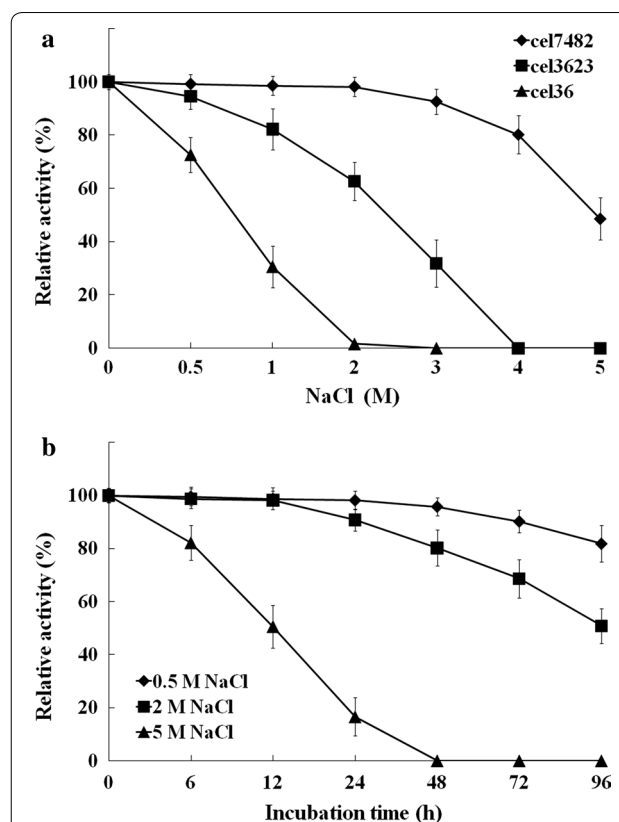 a
cel7482
cel3623
cel36
100
80
60
40
20
0
Relative activity (%)
0 0.5 1 2 3 4 5
NaCl (M)
b
100
80
60
40
20
0
Relative activity (%)
0.5 M NaCl
2 M NaCl
5 M NaCl
0 6 12 24 48 72 96
Incubation time (h)